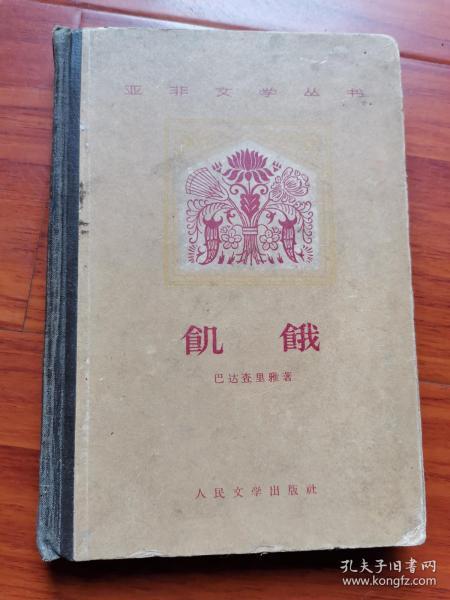 亚非文学丛书
飢餓
巴达查里雅著
人民文学出版社
孔夫子旧书网
www.kongfz.com